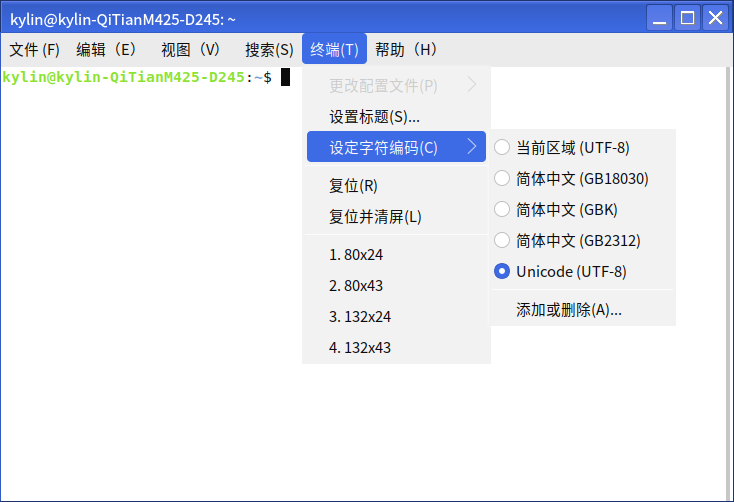 kylin@kylin-QiTianM425-D245: ~
文件 (F) 编辑（E） 视图（V） 搜索(S) 终端(T) 帮助（H）
kylin@kylin-QiTianM425-D245:~$
更改配置文件(P)
设置标题(S)...
设定字符编码(C)
复位(R)
复位并清屏(L)
1. 80x24
2. 80x43
3. 132x24
4. 132x43
当前区域 (UTF-8)
简体中文 (GB18030)
简体中文 (GBK)
简体中文 (GB2312)
Unicode (UTF-8)
添加或删除(A)...